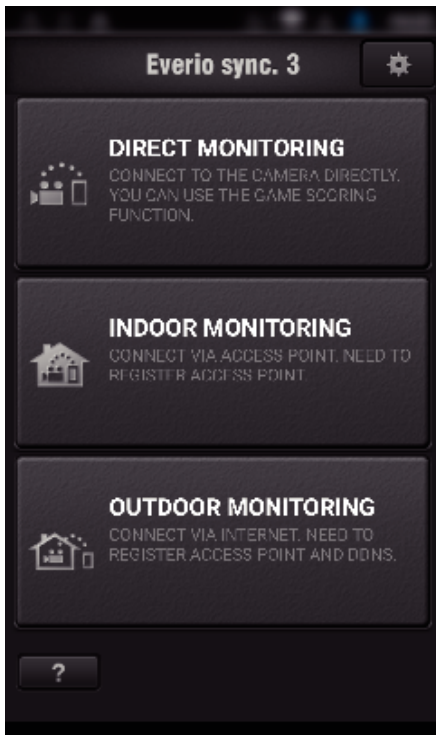 Everio sync. 3
DIRECT MONITORING
CONNECT TO THE CAMERA DIRECTLY.
YOU CAN USE THE GAME SCORING
FUNCTION.
INDOOR MONITORING
CONNECT VIA ACCESS POINT. NEED TO
REGISTER ACCESS POINT.
OUTDOOR MONITORING
CONNECT VIA INTERNET. NEED TO
REGISTER ACCESS POINT AND DDNS.
?